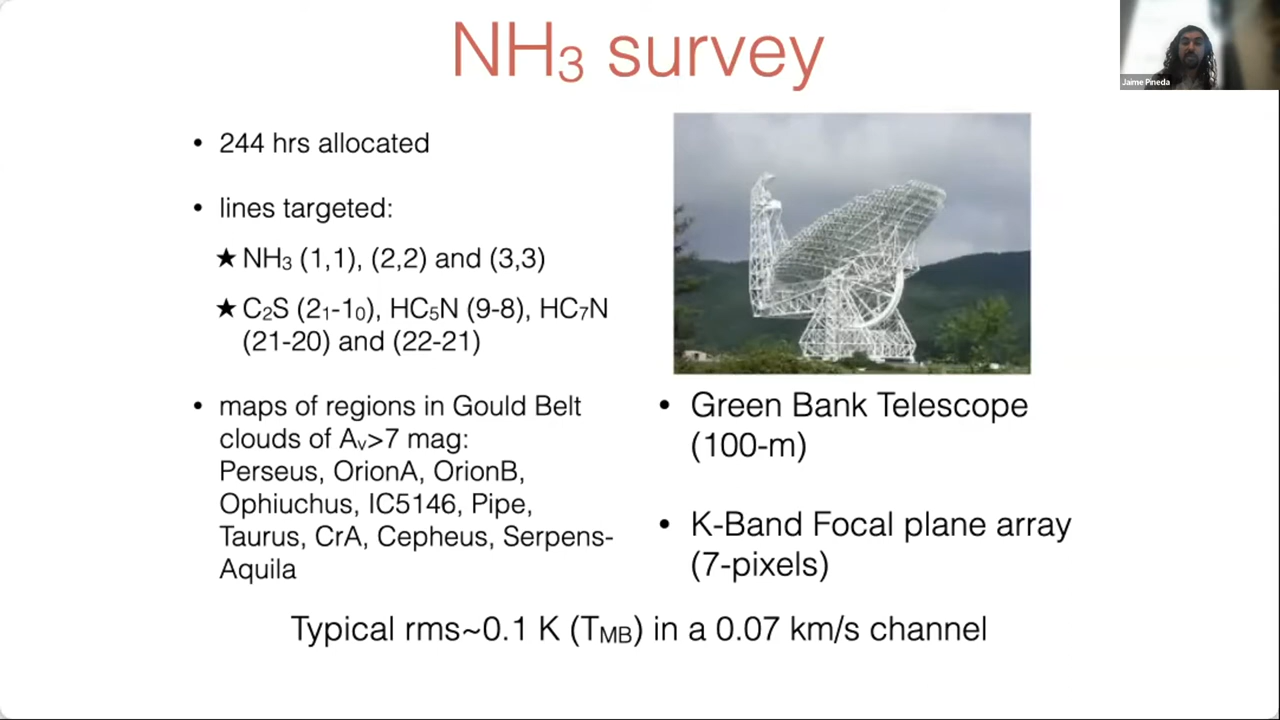 NH₃ survey
Jaime Pineda
• 244 hrs allocated
• lines targeted:
★ NH₃ (1,1), (2,2) and (3,3)
★ C₂S (2₁-1₀), HC₅N (9-8), HC₇N
(21-20) and (22-21)
• maps of regions in Gould Belt
clouds of Aᵥ>7 mag:
Perseus, OrionA, OrionB,
Ophiuchus, IC5146, Pipe,
Taurus, CrA, Cepheus, Serpens-
Aquila
• Green Bank Telescope
(100-m)
• K-Band Focal plane array
(7-pixels)
Typical rms~0.1 K (TMB) in a 0.07 km/s channel